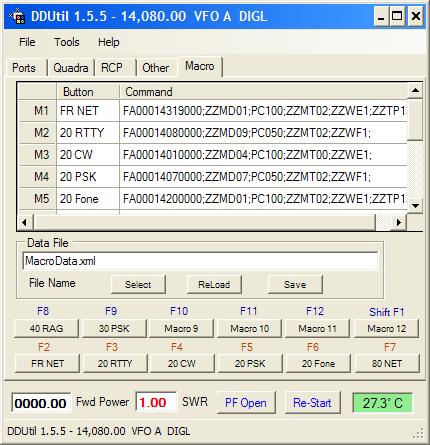 DDUtil 1.5.5 - 14,080.00 VFO A DIGL
File Tools Help
Ports Quadra RCP Other Macro
Button Command
M1 FR NET FA00014319000;ZZMD01;PC100;ZZMT02;ZZWE1;ZZTP1
M2 20 RTTY FA00014080000;ZZMD09;PC050;ZZMT02;ZZWF1;
M3 20 CW FA00014010000;ZZMD04;PC100;ZZMT00;ZZWE1;
M4 20 PSK FA00014070000;ZZMD07;PC050;ZZMT02;ZZWF1;
M5 20 Fone FA00014200000;ZZMD01;PC100;ZZMT02;ZZWE1;ZZTP1
Data File
MacroData.xml
File Name Select ReLoad Save
F8 F9 F10 F11 F12 Shift F1
40 RAG 30 PSK Macro 9 Macro 10 Macro 11 Macro 12
F2 F3 F4 F5 F6 F7
FR NET 20 RTTY 20 CW 20 PSK 20 Fone 80 NET
0000.00 Fwd Power 1.00 SWR PF Open Re-Start 27.3° C
DDUtil 1.5.5 - 14,080.00 VFO A DIGL